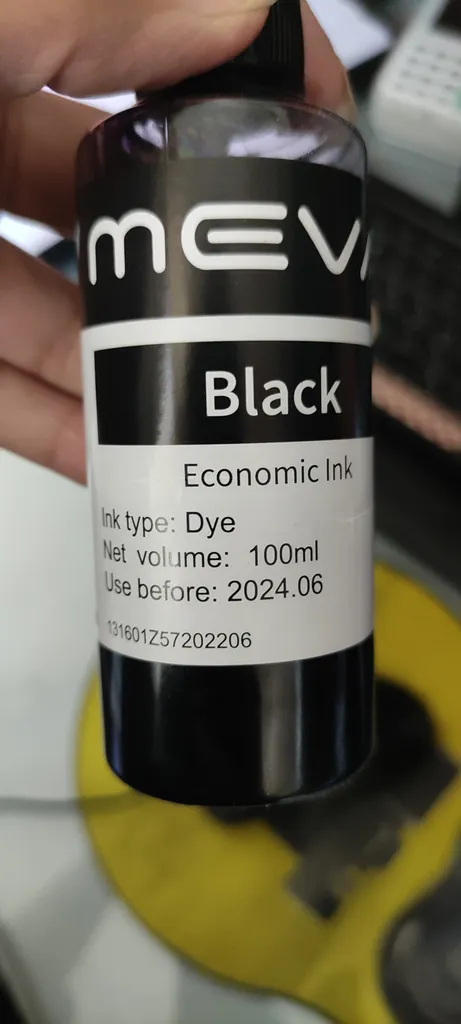 MEV
Black
Economic Ink
Ink type: Dye
Net volume: 100ml
Use before: 2024.06
131601Z57202206